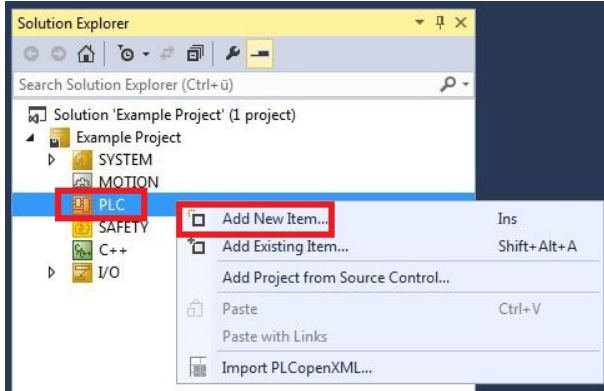 Solution Explorer
Search Solution Explorer (Ctrl+ü)
Solution 'Example Project' (1 project)
Example Project
SYSTEM
MOTION
PLC
SAFETY
C++
I/O
Add New Item... Ins
Add Existing Item... Shift+Alt+A
Add Project from Source Control...
Paste Ctrl+V
Paste with Links
Import PLCopenXML...